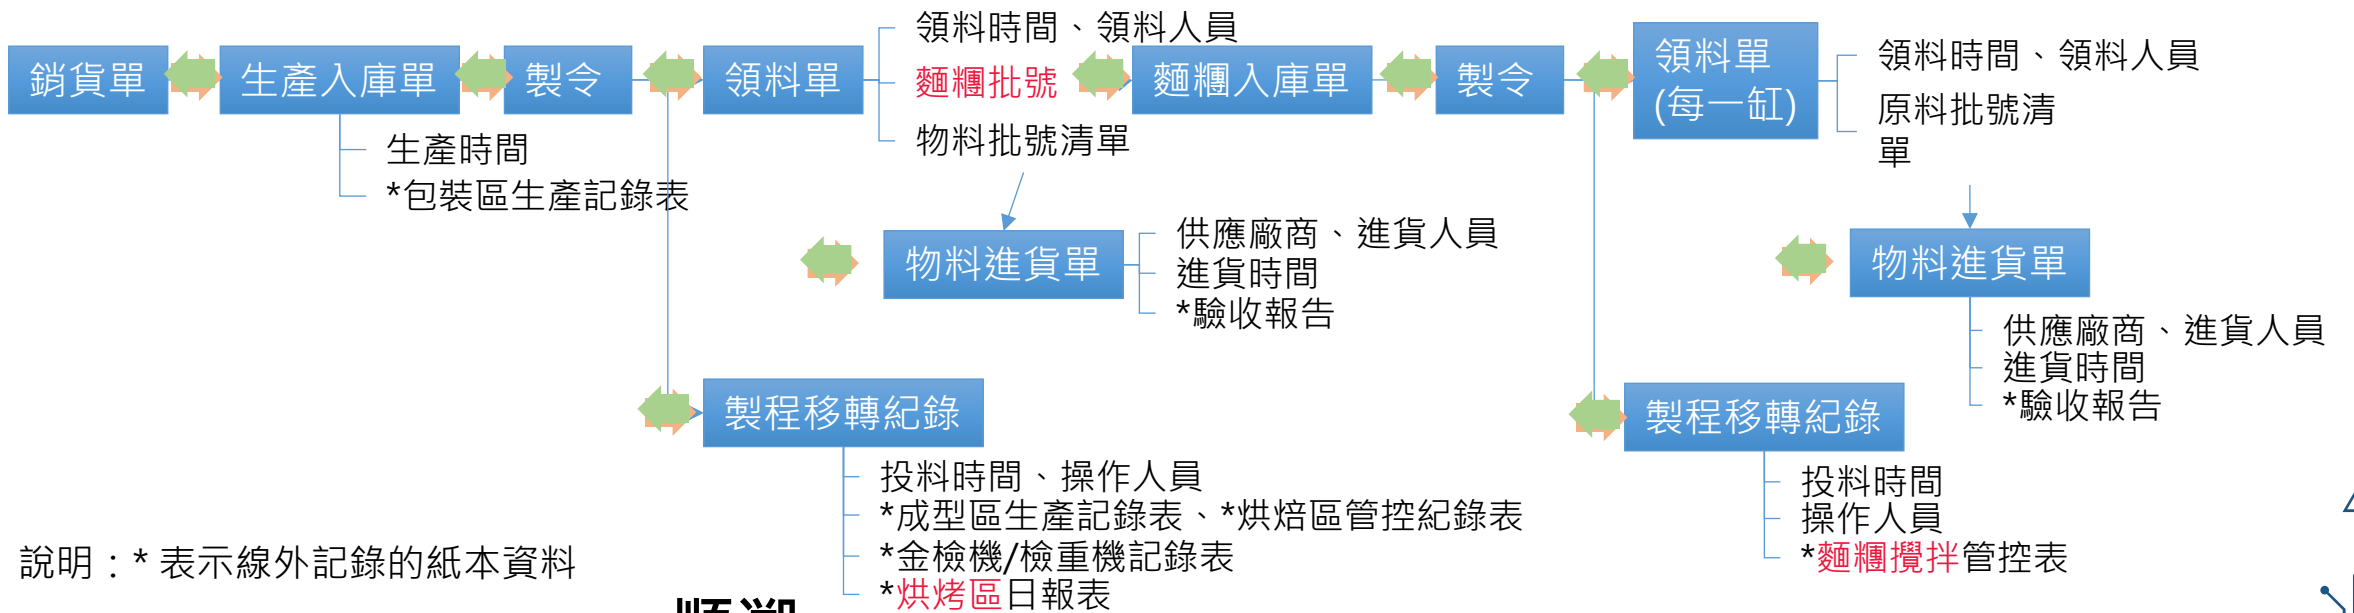 銷貨單
生產入庫單
生產時間
*包裝區生產記錄表
製令
領料單
領料時間、領料人員
麵糰批號
物料批號清單
物料進貨單
供應廠商、進貨人員
進貨時間
*驗收報告
製程移轉紀錄
投料時間、操作人員
*成型區生產記錄表、*烘焙區管控紀錄表
*金檢機/檢重機記錄表
*烘烤區日報表
麵糰入庫單
製令
領料單
(每一缸)
領料時間、領料人員
原料批號清
單
物料進貨單
供應廠商、進貨人員
進貨時間
*驗收報告
製程移轉紀錄
投料時間
操作人員
*麵糰攪拌管控表
說明：* 表示線外記錄的紙本資料